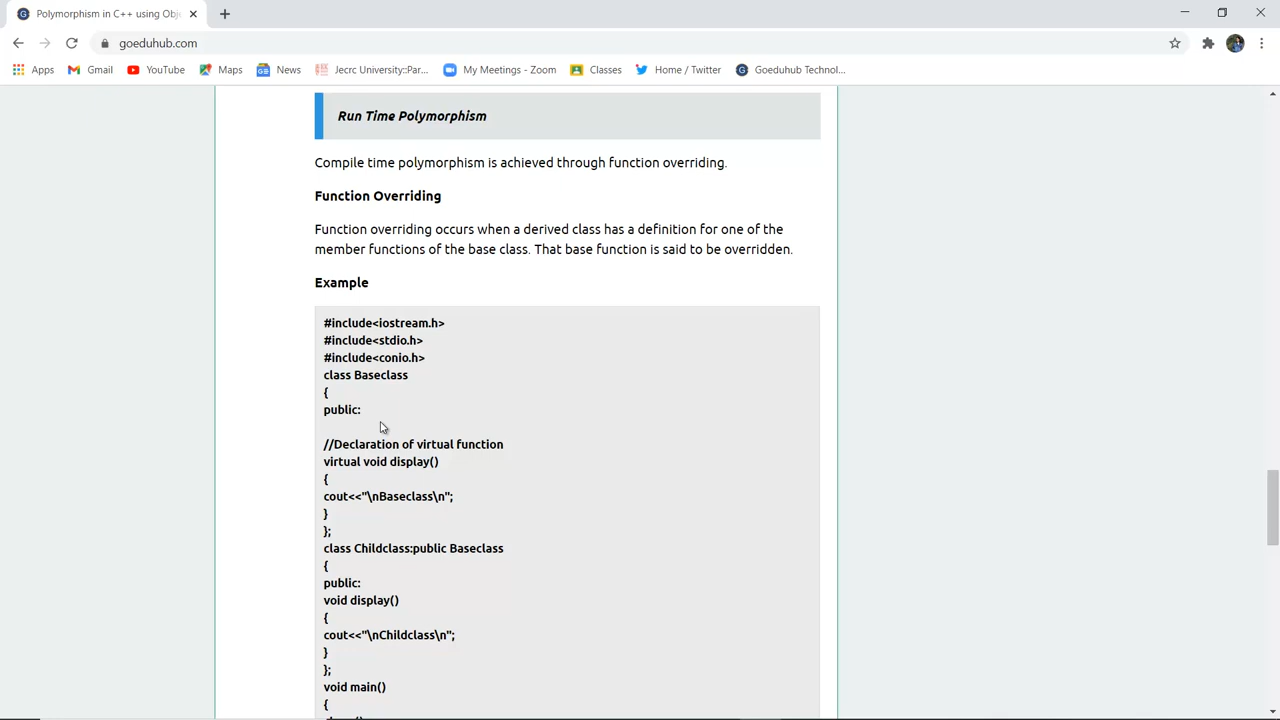 Polymorphism in C++ using Obj
goeduhub.com
Apps
Gmail
YouTube
Maps
News
Jecrc University::Par...
My Meetings - Zoom
Classes
Home / Twitter
Goeduhub Technol...
Run Time Polymorphism
Compile time polymorphism is achieved through function overriding.
Function Overriding
Function overriding occurs when a derived class has a definition for one of the
member functions of the base class. That base function is said to be overridden.
Example
#include<iostream.h>
#include<stdio.h>
#include<conio.h>
class Baseclass
{
public:
//Declaration of virtual function
virtual void display()
{
cout<<"\nBaseclass\n";
}
};
class Childclass:public Baseclass
{
public:
void display()
{
cout<<"\nChildclass\n";
}
};
void main()
{